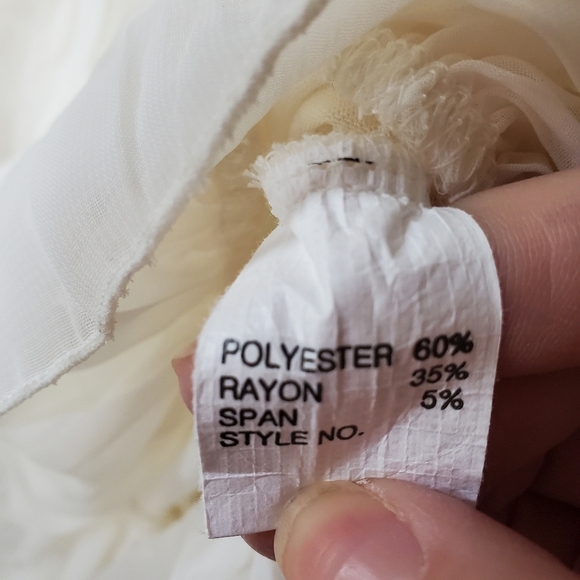 POLYESTER 60%
RAYON 35%
SPAN 5%
STYLE NO.